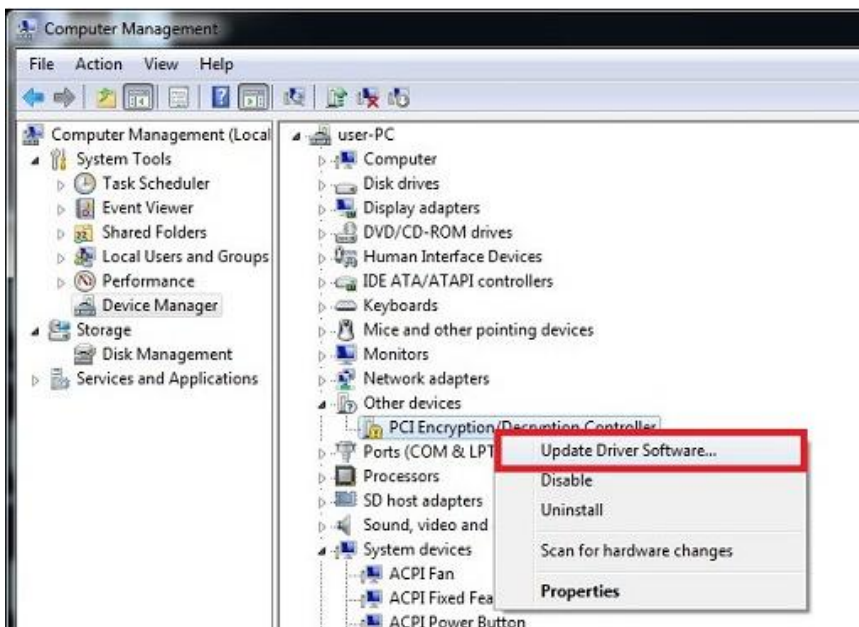 Computer Management
File Action View Help
Computer Management (Local
System Tools
Task Scheduler
Event Viewer
Shared Folders
Local Users and Groups
Performance
Device Manager
Storage
Disk Management
Services and Applications
user-PC
Computer
Disk drives
Display adapters
DVD/CD-ROM drives
Human Interface Devices
IDE ATA/ATAPI controllers
Keyboards
Mice and other pointing devices
Monitors
Network adapters
Other devices
PCI Encryption/Decryption Controller
Ports (COM & LPT
Processors
SD host adapters
Sound, video and
System devices
ACPI Fan
ACPI Fixed Fea
ACPI Power Button
Update Driver Software...
Disable
Uninstall
Scan for hardware changes
Properties